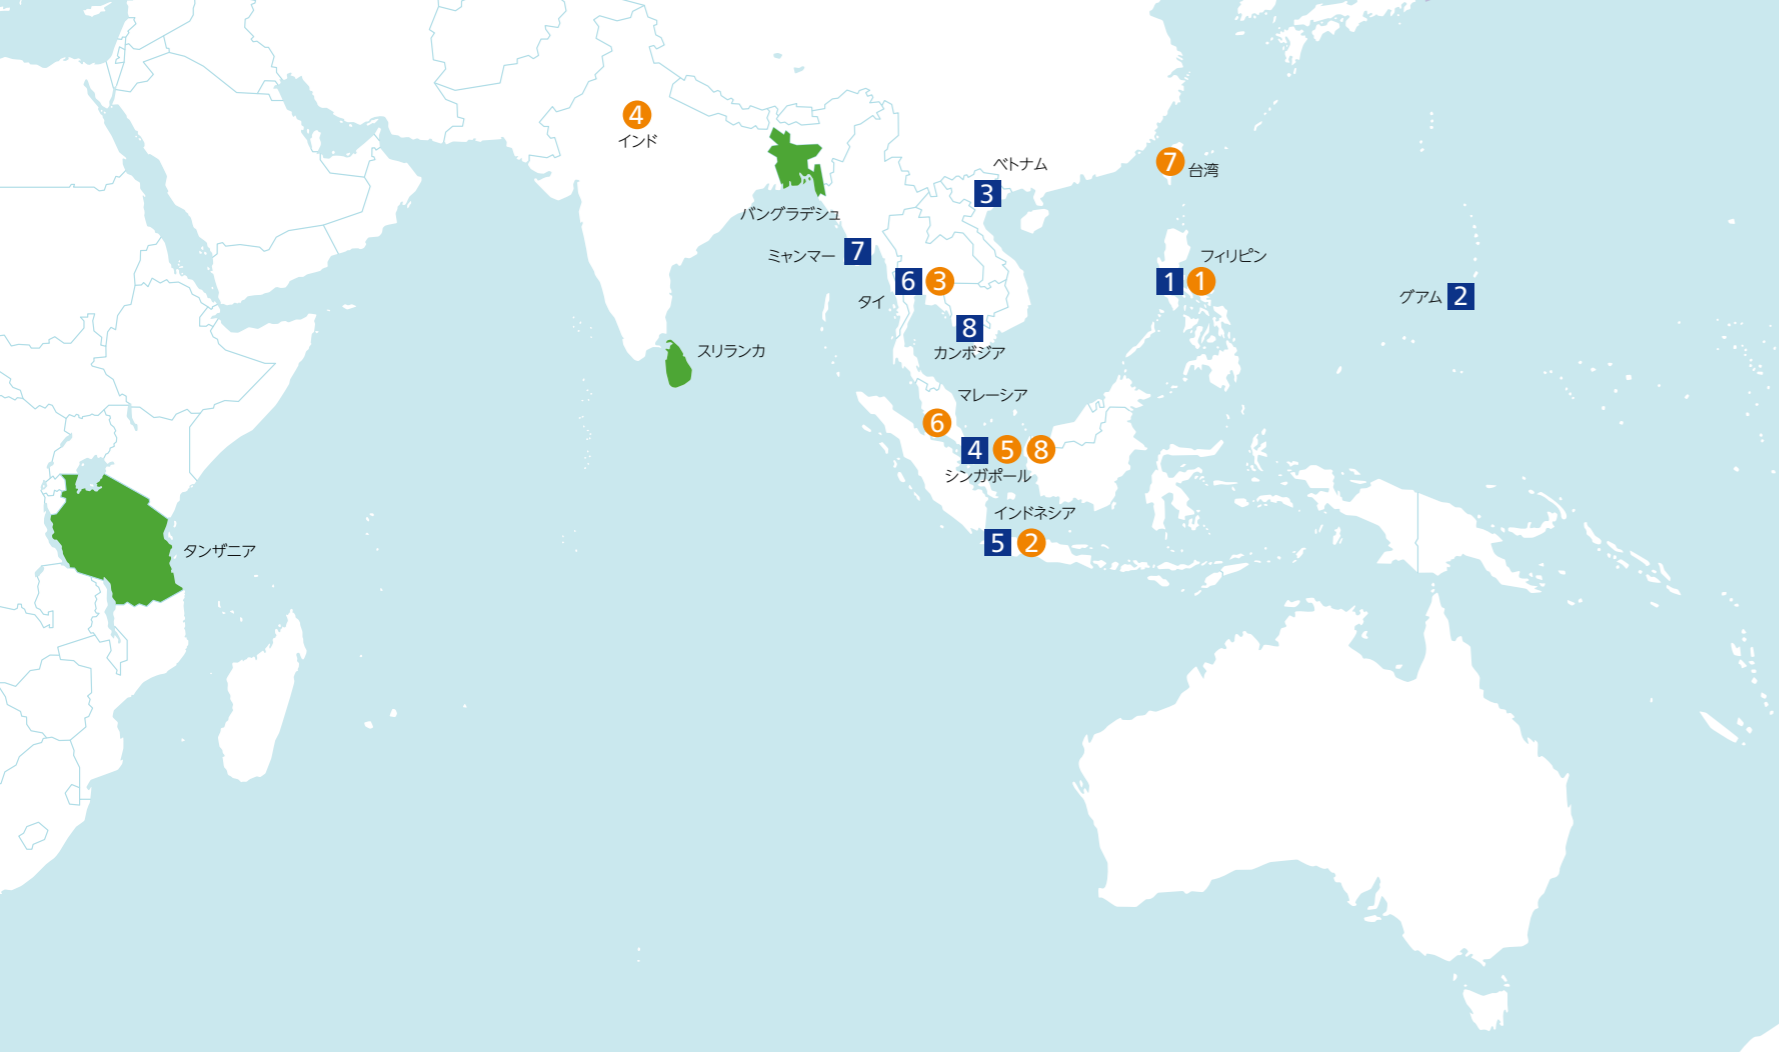 4
インド
7
台湾
ベトナム
3
バングラデシュ
ミャンマー 7
フィリピン
6 3
タイ
1 1
グアム 2
8
カンボジア
スリランカ
マレーシア
6
4 5 8
シンガポール
インドネシア
5 2
タンザニア